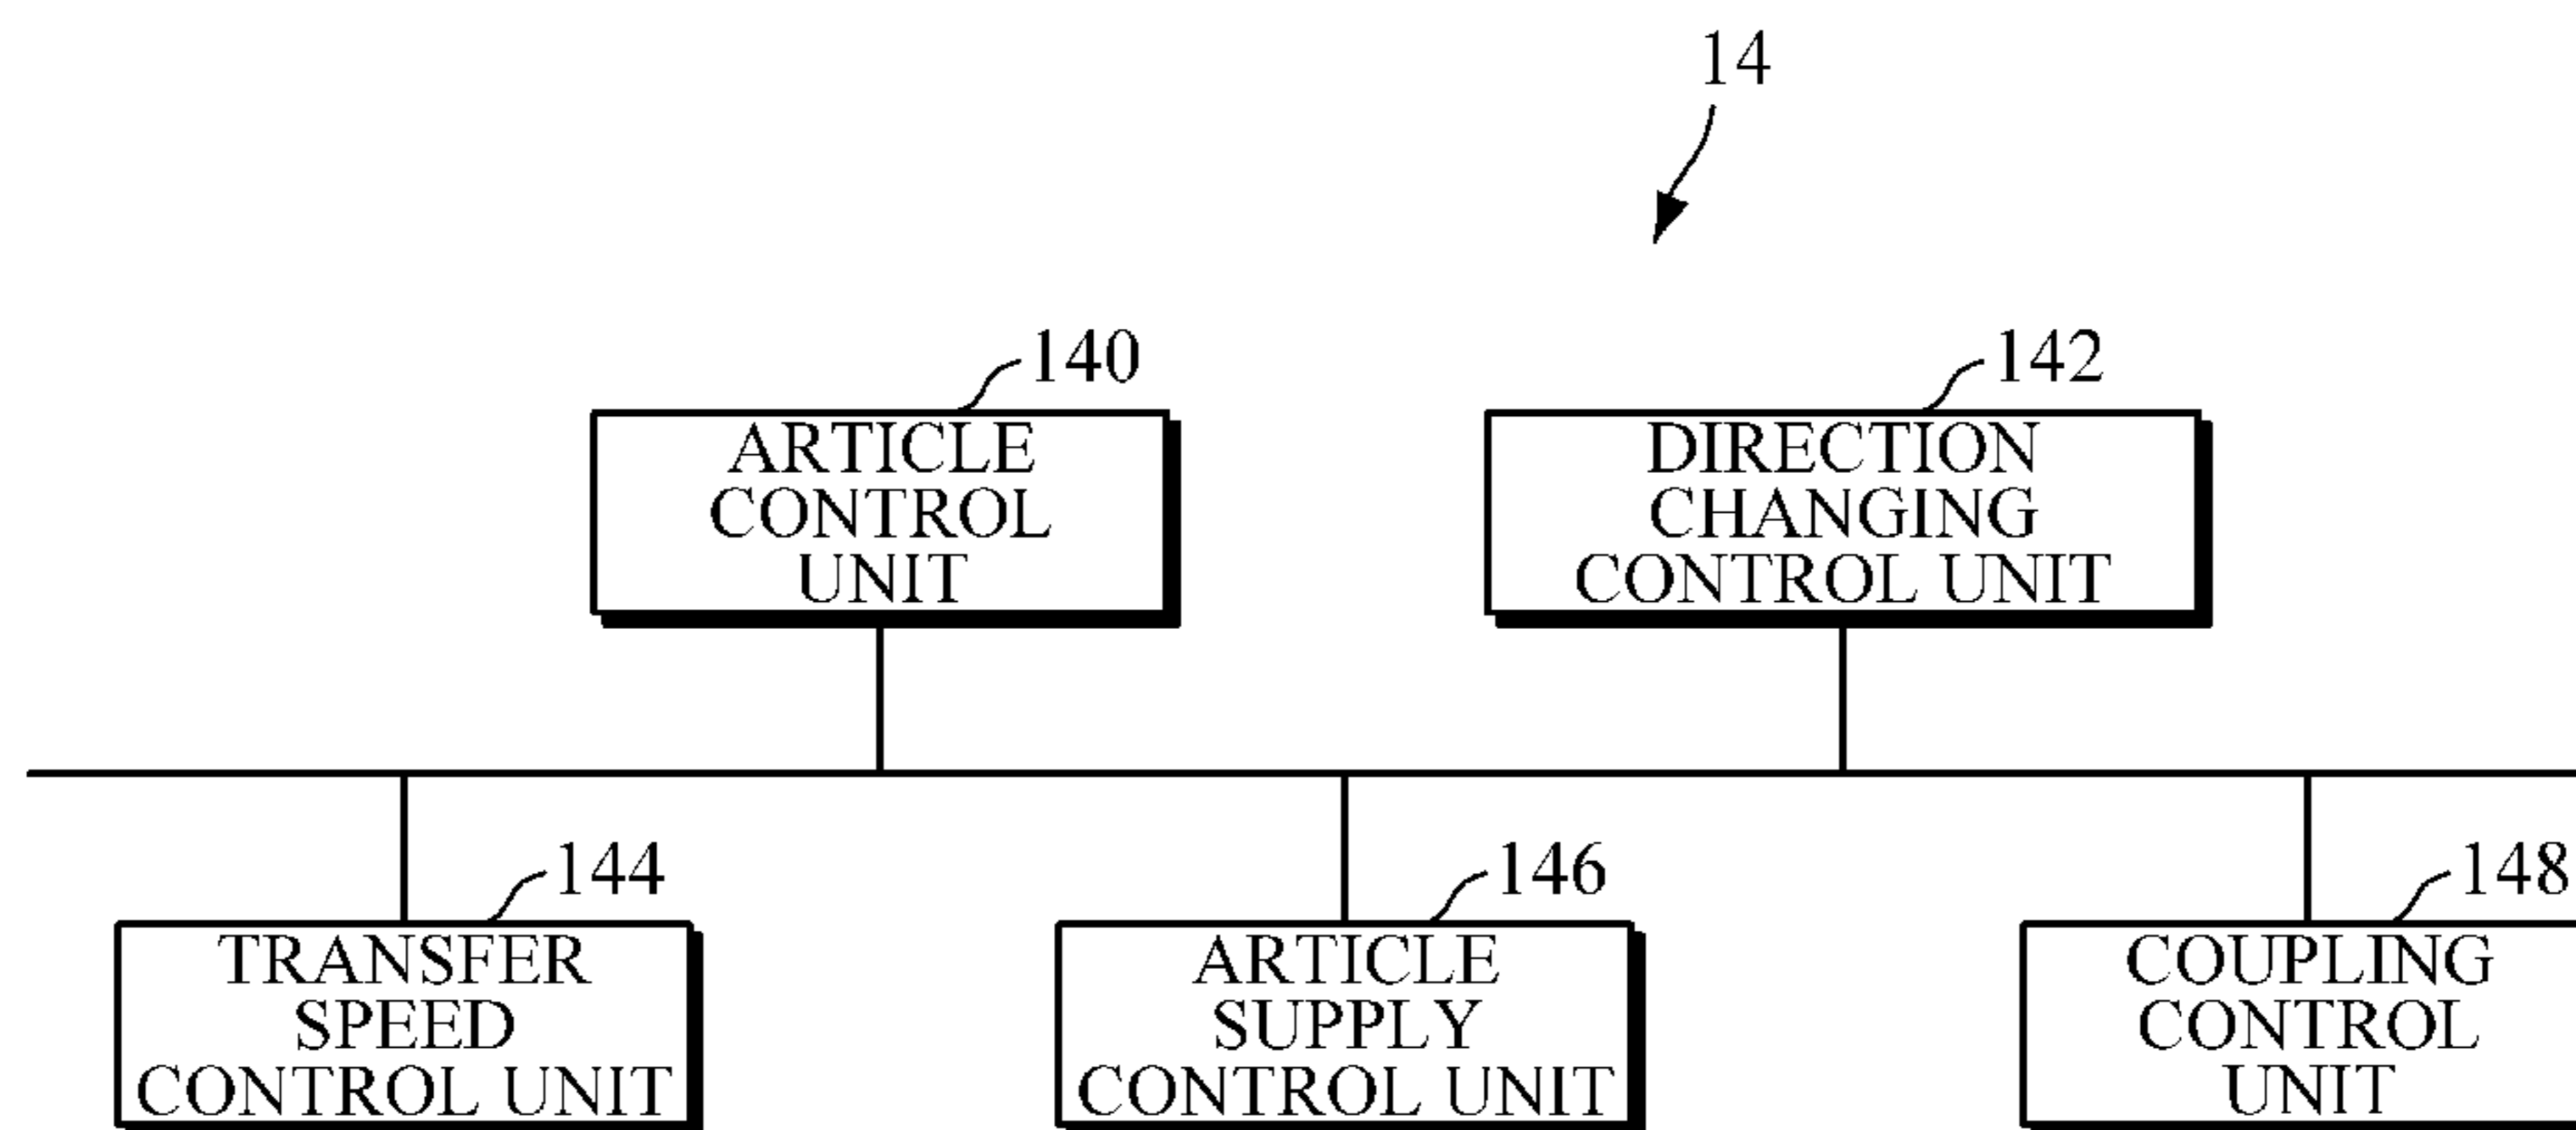 14
140
ARTICLE
CONTROL
UNIT
142
DIRECTION
CHANGING
CONTROL UNIT
144
TRANSFER
SPEED
CONTROL UNIT
146
ARTICLE
SUPPLY
CONTROL UNIT
148
COUPLING
CONTROL
UNIT